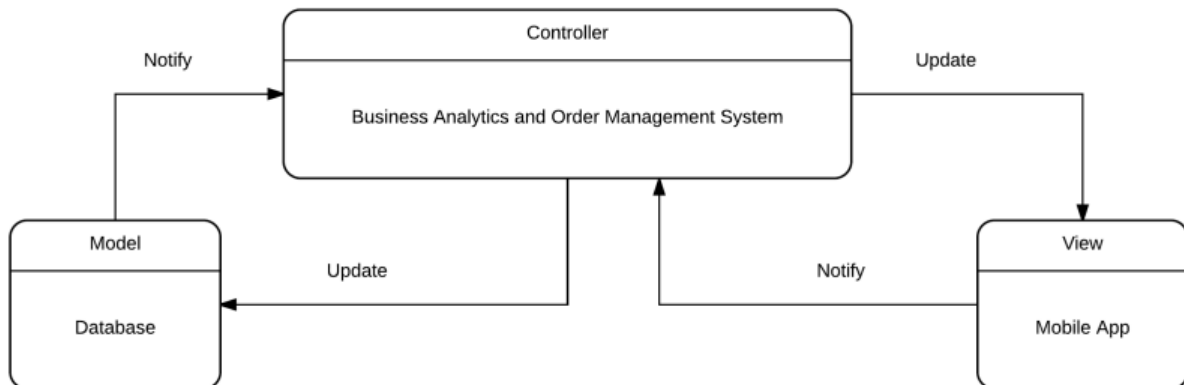 Controller
Notify
Update
Business Analytics and Order Management System
Model
View
Update
Notify
Database
Mobile App